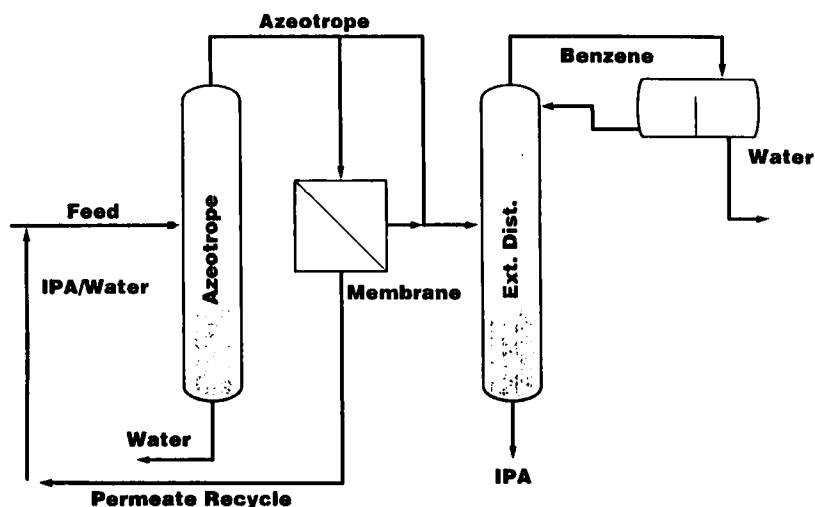 Azeotrope
Benzene
Water
Feed
Azeotrope
Ext. Dist.
IPA/Water
Membrane
Water
IPA
Permeate Recycle